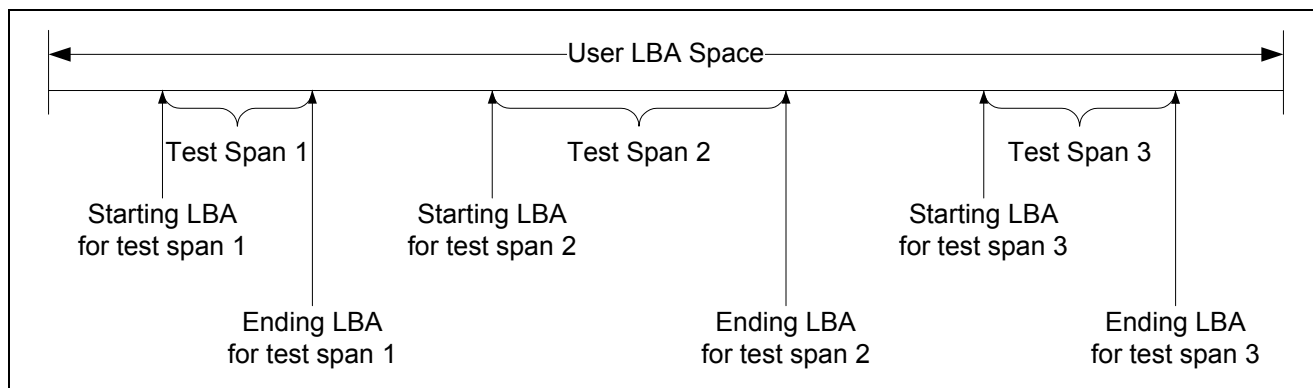 User LBA Space
Test Span 1
Test Span 2
Test Span 3
Starting LBA
for test span 1
Starting LBA
for test span 2
Starting LBA
for test span 3
Ending LBA
for test span 1
Ending LBA
for test span 2
Ending LBA
for test span 3